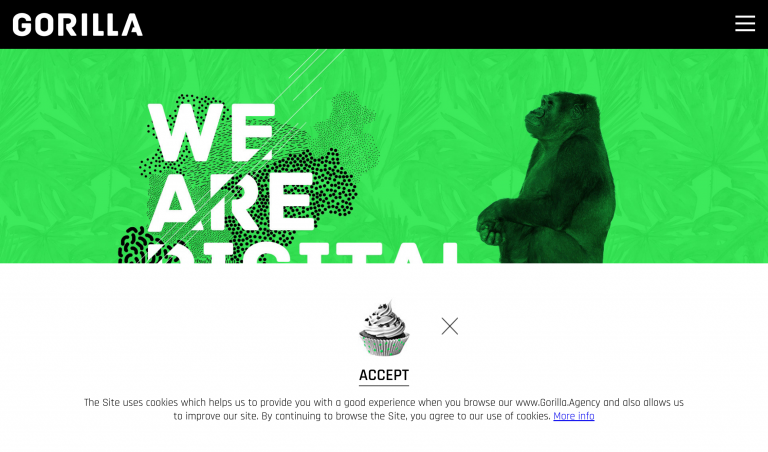 GORILLA
WE
ARE
DIGITAL
ACCEPT
The Site uses cookies which helps us to provide you with a good experience when you browse our www.Gorilla.Agency and also allows us
to improve our site. By continuing to browse the Site, you agree to our use of cookies. More info